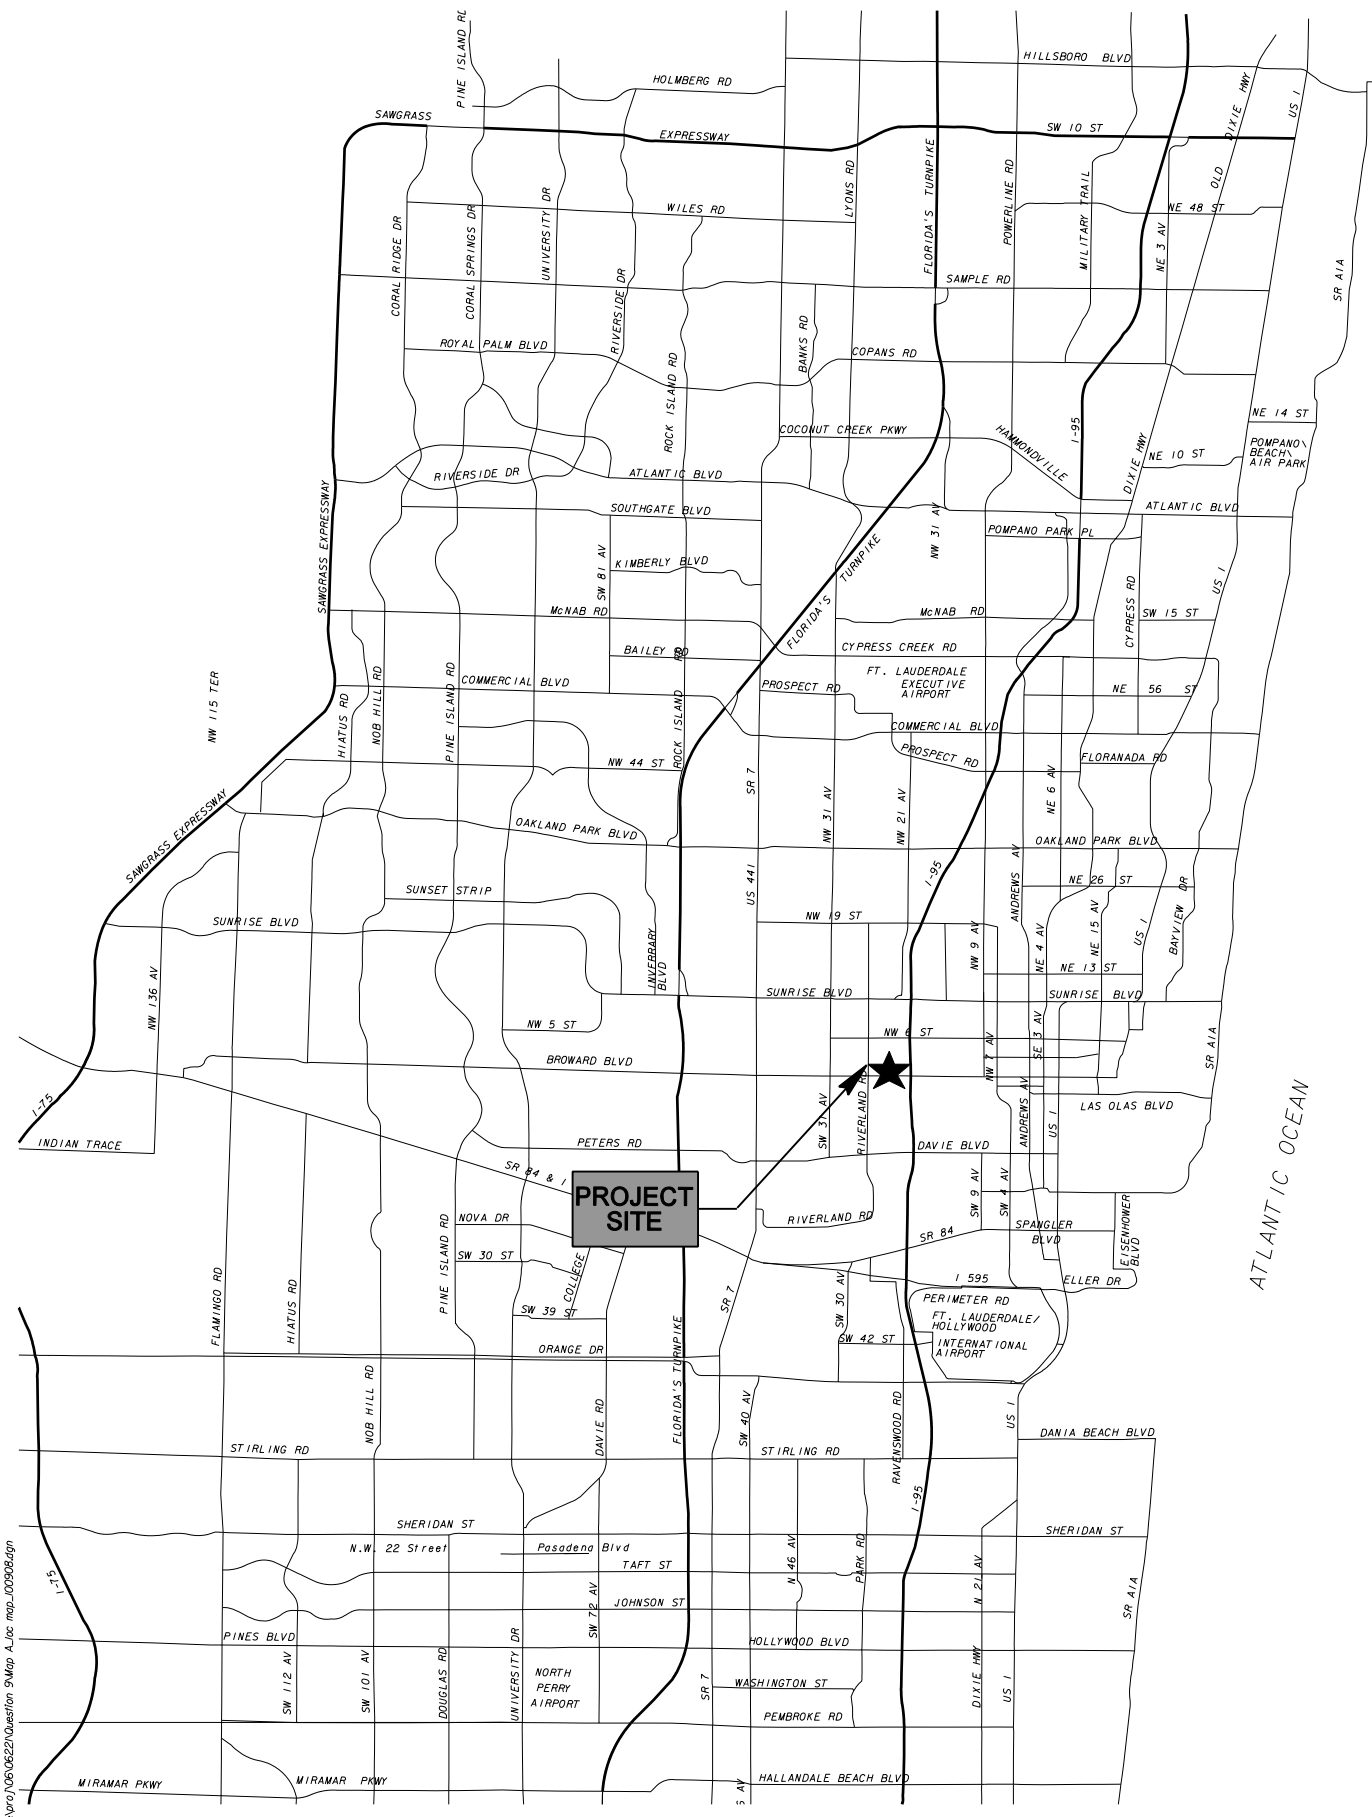 PINE ISLAND RD
HOLMBERG RD
HILLSBORO BLVD
SAWGRASS
EXPRESSWAY
SW 10 ST
OLD DIXIE HWY
US 1
FLORIDA'S TURNPIKE
LYONS RD
POWERLINE RD
MILITARY TRAIL
NE 3 AV
NE 48 ST
WILES RD
CORAL RIDGE DR
CORAL SPRINGS DR
UNIVERSITY DR
RIVERSIDE DR
SAMPLE RD
SR A1A
ROYAL PALM BLVD
ROCK ISLAND RD
BANKS RD
COPANS RD
COCONUT CREEK PKWY
HAMMONDVILLE
I-95
DIXIE HWY
NE 14 ST
POMPANO\
BEACH\
AIR PARK
NE 10 ST
RIVERSIDE DR
ATLANTIC BLVD
ATLANTIC BLVD
SAWGRASS EXPRESSWAY
SOUTHGATE BLVD
NW 31 AV
POMPANO PARK PL
SW 81 AV
KIMBERLY BLVD
FLORIDA'S TURNPIKE
CYPRESS RD
US 1
McNAB RD
McNAB RD
SW 15 ST
BAILEY RD
CYPRESS CREEK RD
FT. LAUDERDALE
EXECUTIVE
AIRPORT
NW 115 TER
HIATUS RD
NOB HILL RD
PINE ISLAND RD
COMMERCIAL BLVD
ROCK ISLAND RD
PROSPECT RD
NE 56 ST
COMMERCIAL BLVD
PROSPECT RD
FLORANADA RD
NW 44 ST
SR 7
NW 31 AV
NW 21 AV
NE 6 AV
SAWGRASS EXPRESSWAY
OAKLAND PARK BLVD
OAKLAND PARK BLVD
I-95
US 441
ANDREWS AV
NE 26 ST
SUNSET STRIP
SUNRISE BLVD
NW 19 ST
NW 9 AV
NE 4 AV
NE 15 AV
US 1
BAYVIEW DR
NW 136 AV
INVERRARY
BLVD
NE 13 ST
SUNRISE BLVD
SUNRISE BLVD
NW 5 ST
NW 6 ST
NW 7 AV
SE 3 AV
SR A1A
BROWARD BLVD
I-75
SW 31 AV
RIVERLAND RD
ANDREWS AV
US 1
LAS OLAS BLVD
INDIAN TRACE
PETERS RD
DAVIE BLVD
ATLANTIC OCEAN
SR 84 & I
PROJECT
SITE
SW 9 AV
SW 4 AV
NOVA DR
RIVERLAND RD
SR 84
SPANGLER
BLVD
EISENHOWER
BLVD
PINE ISLAND RD
SW 30 ST
COLLEGE
I 595
ELLER DR
FLAMINGO RD
HIATUS RD
SW 39 ST
SR 7
SW 30 AV
PERIMETER RD
FT. LAUDERDALE/
HOLLYWOOD
INTERNATIONAL
AIRPORT
SW 42 ST
ORANGE DR
FLORIDA'S TURNPIKE
NOB HILL RD
DAVIE RD
SW 40 AV
RAVENSWOOD RD
US 1
DANIA BEACH BLVD
STIRLING RD
STIRLING RD
I-95
SHERIDAN ST
SHERIDAN ST
N.W. 22 Street
Pasadena Blvd
TAFT ST
N 46 AV
PARK RD
N 21 AV
SR A1A
I-75
SW 72 AV
JOHNSON ST
PINES BLVD
HOLLYWOOD BLVD
SW 112 AV
SW 101 AV
DOUGLAS RD
UNIVERSITY DR
NORTH
PERRY
AIRPORT
SR 7
WASHINGTON ST
DIXIE HWY
US 1
PEMBROKE RD
MIRAMAR PKWY
MIRAMAR PKWY
HALLANDALE BEACH BLVD
AV
\proj\06\0622\Question 9\Map A_loc map_100908.dgn